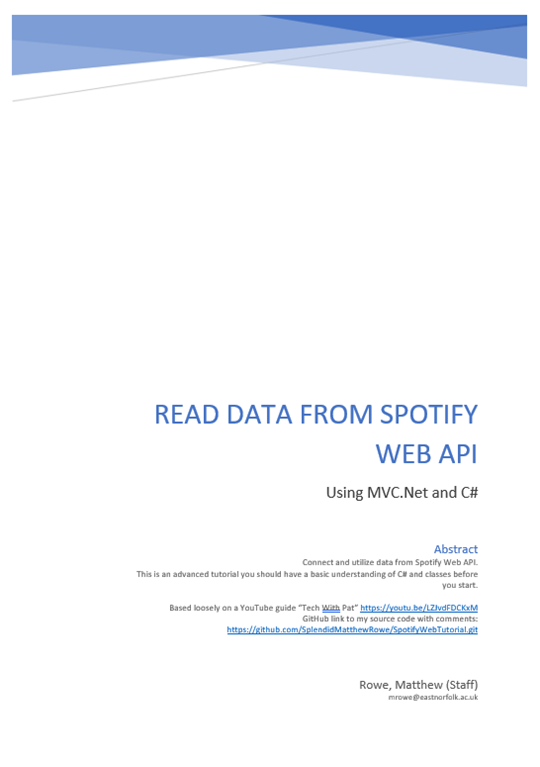 READ DATA FROM SPOTIFY
WEB API
Using MVC.Net and C#
Abstract
Connect and utilize data from Spotify Web API.
This is an advanced tutorial you should have a basic understanding of C# and classes before
you start.
Based loosely on a YouTube guide "Tech With Pat" https://youtu.be/LZJvdFDCKxM
GitHub link to my source code with comments:
https://github.com/SplendidMatthewRowe/SpotifyWebTutorial.git
Rowe, Matthew (Staff)
mrowe@eastnorfolk.ac.uk